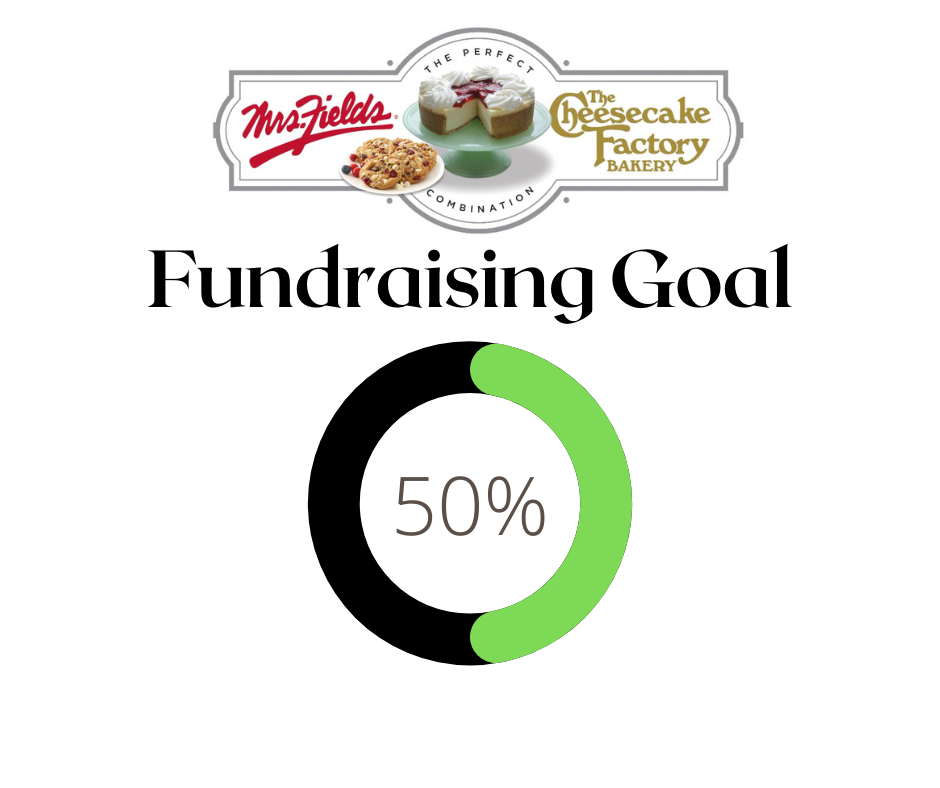 THE PERFECT
Mrs. Fields
The
Cheesecake
Factory
BAKERY
COMBINATION
Fundraising Goal
50%